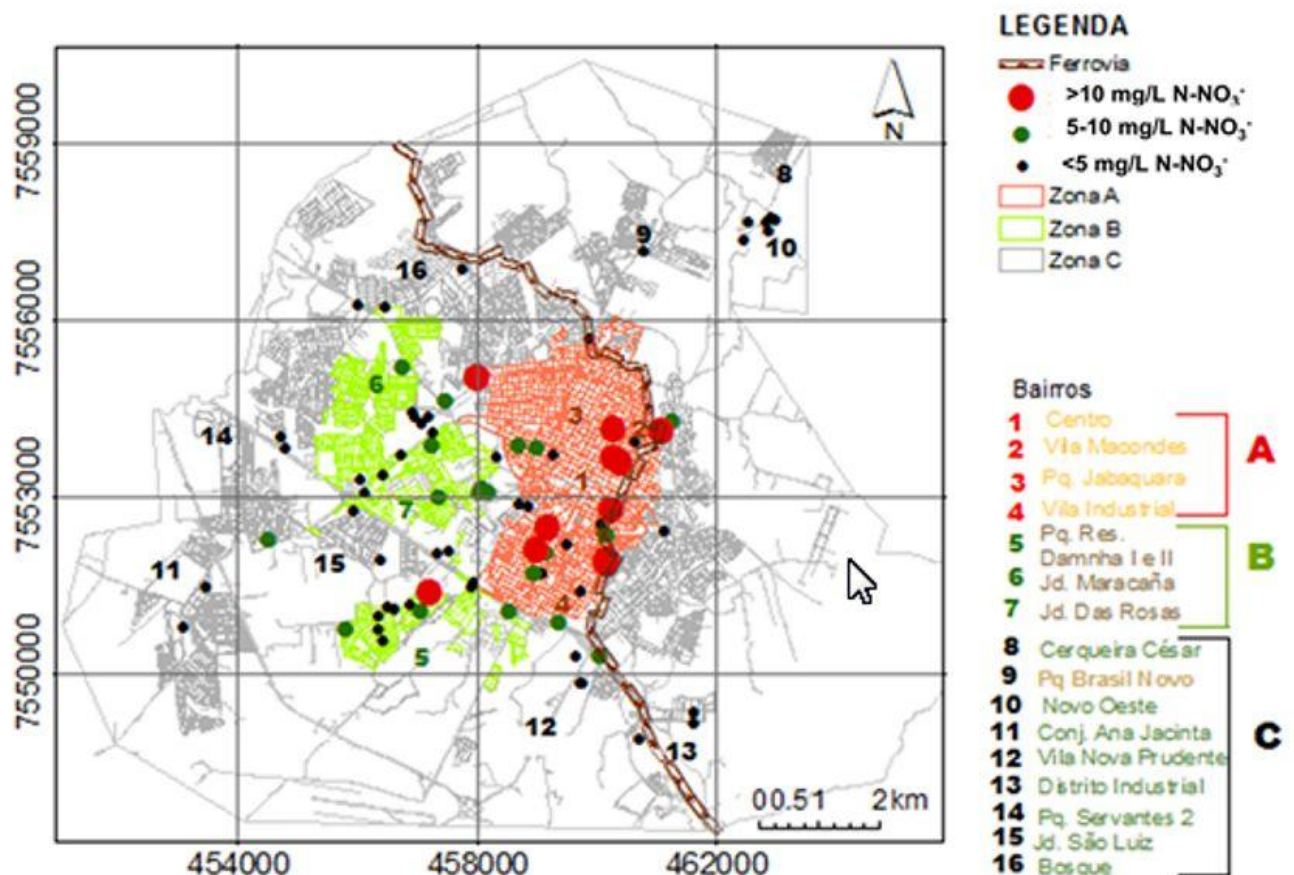 7559000
7556000
7553000
7550000
454000
458000
462000
N
8
9
10
16
6
3
14
2
1
7
15
11
4
5
12
13
00.51 2km
LEGENDA
Ferrovia
>10 mg/L N-NO₃⁻
5-10 mg/L N-NO₃⁻
<5 mg/L N-NO₃⁻
Zona A
Zona B
Zona C
Bairros
1 Centro
2 Vila Macondes
3 Pq. Jabaquara
4 Vila Industrial
A
5 Pq. Res.
Damnha I e II
6 Jd. Maracaña
7 Jd. Das Rosas
B
8 Cerqueira César
9 Pq Brasil Novo
10 Novo Oeste
11 Conj. Ana Jacinta
12 Vila Nova Prudente
13 Distrito Industrial
14 Pq. Servantes 2
15 Jd. São Luiz
16 Bosque
C